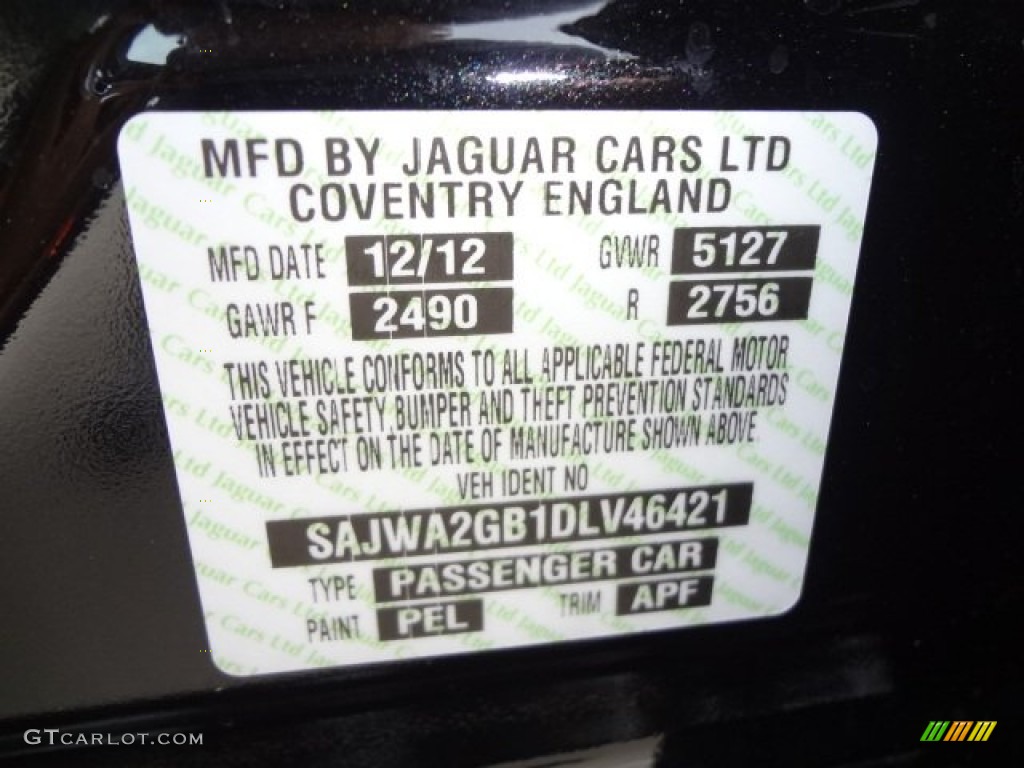 MFD BY JAGUAR CARS LTD
COVENTRY ENGLAND
MFD DATE 12/12 GVWR 5127
GAWR F 2490 R 2756
THIS VEHICLE CONFORMS TO ALL APPLICABLE FEDERAL MOTOR
VEHICLE SAFETY, BUMPER AND THEFT PREVENTION STANDARDS
IN EFFECT ON THE DATE OF MANUFACTURE SHOWN ABOVE.
VEH IDENT NO
SAJWA2GB1DLV46421
TYPE PASSENGER CAR
PAINT PEL TRIM APF
GTCARLOT.COM